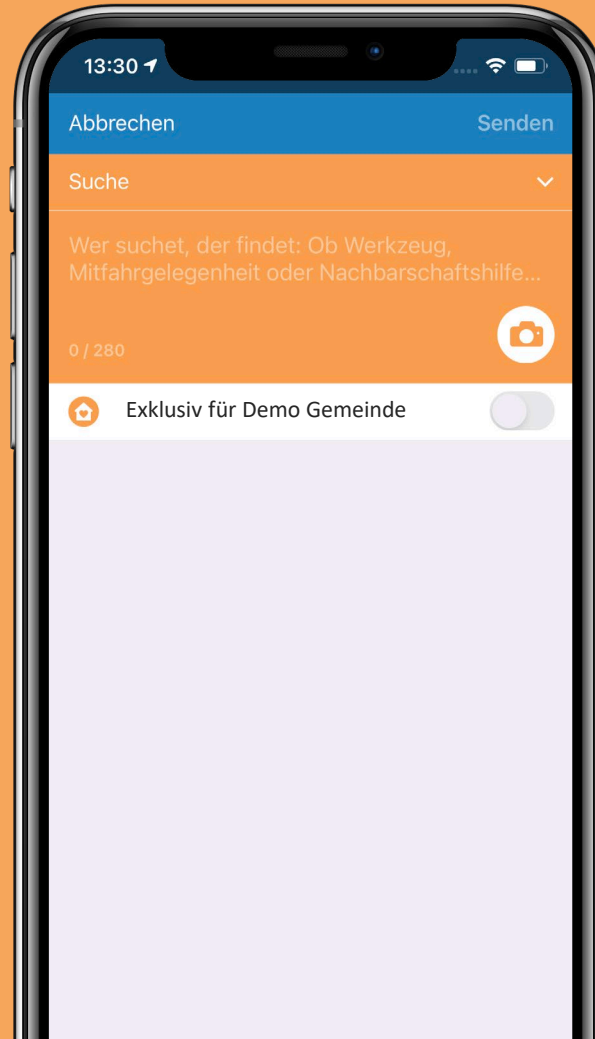 13:30
Abbrechen
Senden
Suche
Wer suchet, der findet: Ob Werkzeug,
Mitfahrgelegenheit oder Nachbarschaftshilfe...
0 / 280
Exklusiv für Demo Gemeinde